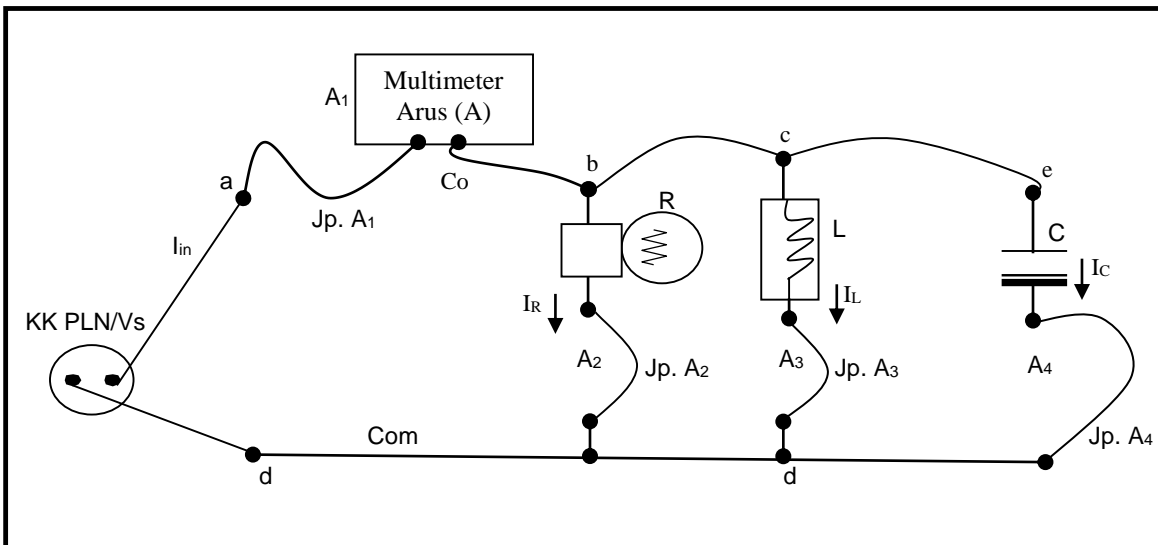 Multimeter
Arus (A)
A1
a
Jp. A1
Co
Iin
KK PLN/Vs
b
R
IR
A2
Jp. A2
c
L
IL
A3
Jp. A3
e
C
IC
A4
Jp. A4
Com
d
d